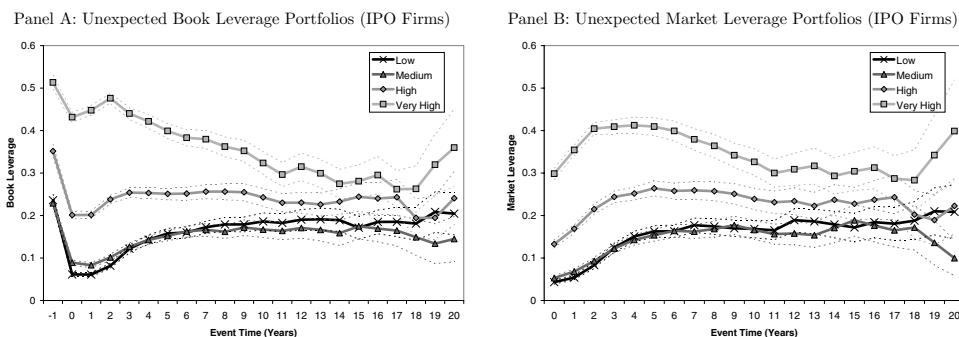 Panel A: Unexpected Book Leverage Portfolios (IPO Firms)
0.6
0.5
0.4
0.3
0.2
0.1
0
Book Leverage
-1 0 1 2 3 4 5 6 7 8 9 10 11 12 13 14 15 16 17 18 19 20
Event Time (Years)
Low
Medium
High
Very High
Panel B: Unexpected Market Leverage Portfolios (IPO Firms)
0.6
0.5
0.4
0.3
0.2
0.1
0
Market Leverage
0 1 2 3 4 5 6 7 8 9 10 11 12 13 14 15 16 17 18 19 20
Event Time (Years)
Low
Medium
High
Very High